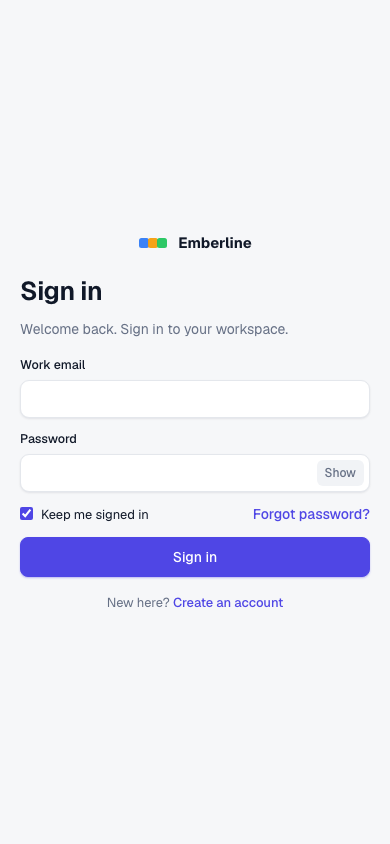 Emberline
Sign in
Welcome back. Sign in to your workspace.
Work email
Password
Show
Keep me signed in
Forgot password?
Sign in
New here? Create an account